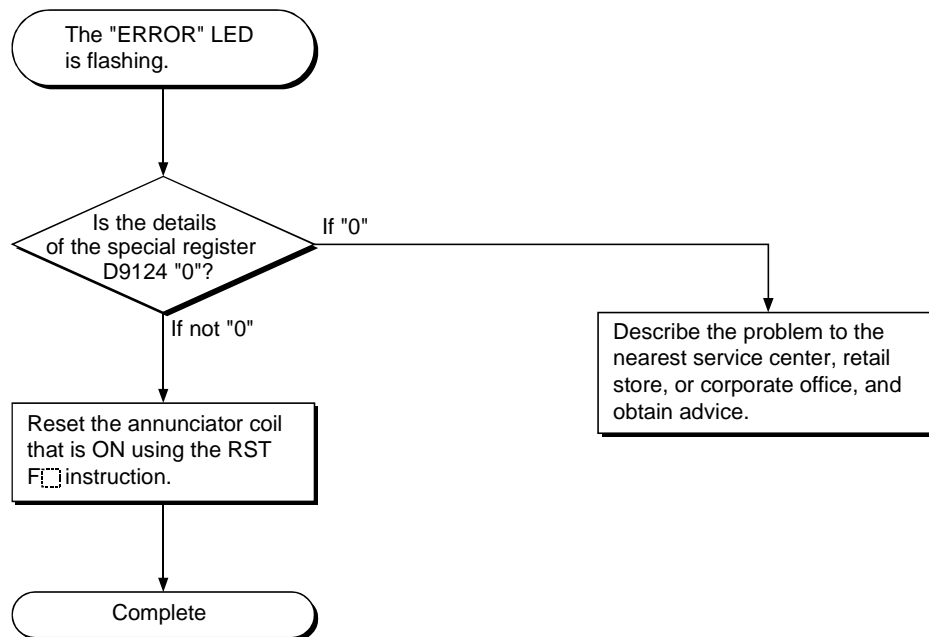 The "ERROR" LED
is flashing.
Is the details
of the special register
D9124 "0"?
If "0"
If not "0"
Describe the problem to the
nearest service center, retail
store, or corporate office, and
obtain advice.
Reset the annunciator coil
that is ON using the RST
F⬚ instruction.
Complete